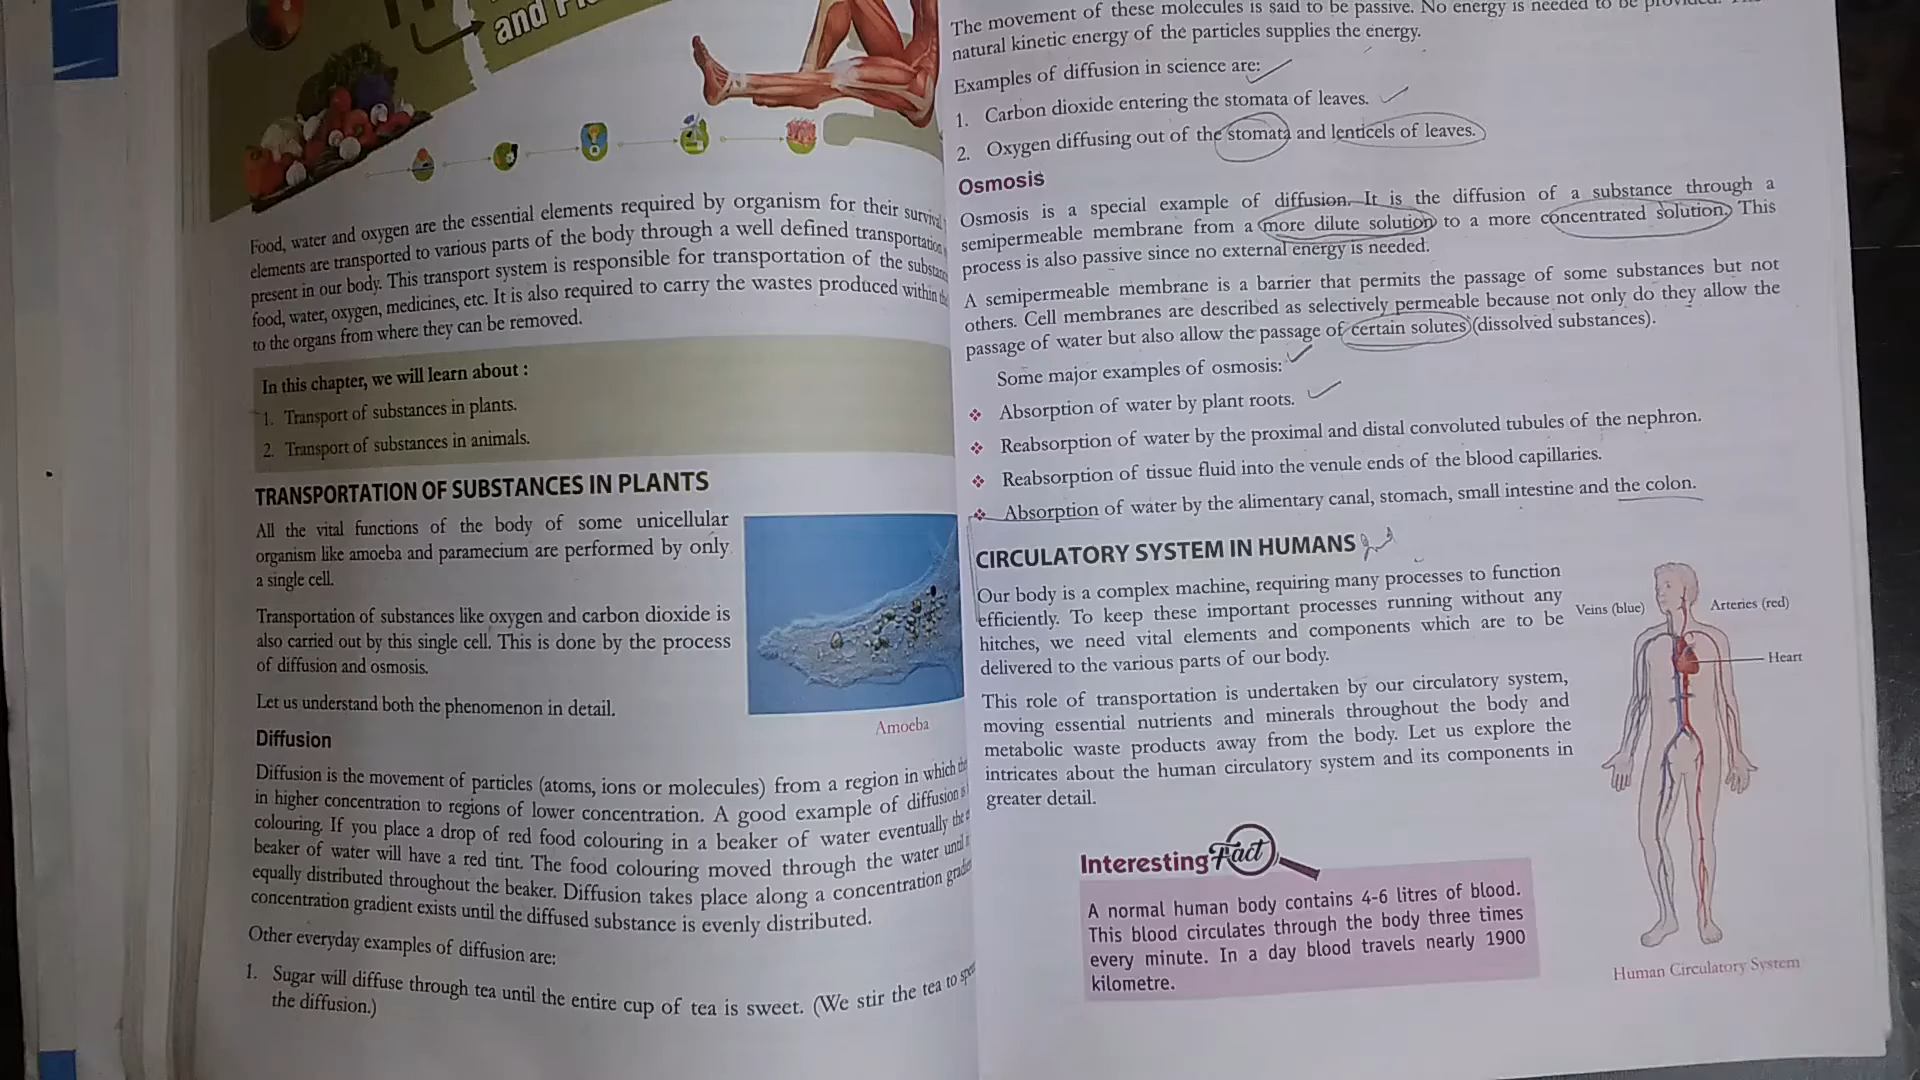 and
Food, water and oxygen are the essential elements required by organism for their survival
elements are transported to various parts of the body through a well defined transportation
present in our body. This transport system is responsible for transportation of the
food, water, oxygen, medicines, etc. It is also required to carry the wastes produced within
to the organs from where they can be removed.
In this chapter, we will learn about :
1. Transport of substances in plants.
2. Transport of substances in animals.
TRANSPORTATION OF SUBSTANCES IN PLANTS
All the vital functions of the body of some unicellular
organism like amoeba and paramecium are performed by only
a single cell.
Transportation of substances like oxygen and carbon dioxide is
also carried out by this single cell. This is done by the process
of diffusion and osmosis.
Let us understand both the phenomenon in detail.
Amoeba
Diffusion
Diffusion is the movement of particles (atoms, ions or molecules) from a region in which
in higher concentration to regions of lower concentration. A good example of diffusion
colouring. If you place a drop of red food colouring in a beaker of water eventually the
beaker of water will have a red tint. The food colouring moved through the water until
equally distributed throughout the beaker. Diffusion takes place along a concentration
concentration gradient exists until the diffused substance is evenly distributed.
Other everyday examples of diffusion are:
1. Sugar will diffuse through tea until the entire cup of tea is sweet. (We stir the tea to
the diffusion.)
The movement of these molecules is said to be passive. No energy is needed to be
natural kinetic energy of the particles supplies the energy.
Examples of diffusion in science are:
1. Carbon dioxide entering the stomata of leaves.
2. Oxygen diffusing out of the stomata and lenticels of leaves.
Osmosis
Osmosis is a special example of diffusion. It is the diffusion of a substance through a
semipermeable membrane from a more dilute solution to a more concentrated solution. This
process is also passive since no external energy is needed.
A semipermeable membrane is a barrier that permits the passage of some substances but not
others. Cell membranes are described as selectively permeable because not only do they allow the
passage of water but also allow the passage of certain solutes (dissolved substances).
Some major examples of osmosis:
❖ Absorption of water by plant roots.
❖ Reabsorption of water by the proximal and distal convoluted tubules of the nephron.
❖ Reabsorption of tissue fluid into the venule ends of the blood capillaries.
❖ Absorption of water by the alimentary canal, stomach, small intestine and the colon.
CIRCULATORY SYSTEM IN HUMANS
Our body is a complex machine, requiring many processes to function
efficiently. To keep these important processes running without any
hitches, we need vital elements and components which are to be
delivered to the various parts of our body.
This role of transportation is undertaken by our circulatory system,
moving essential nutrients and minerals throughout the body and
metabolic waste products away from the body. Let us explore the
intricates about the human circulatory system and its components in
greater detail.
Veins (blue)
Arteries (red)
Heart
Human Circulatory System
Interesting Fact
A normal human body contains 4-6 litres of blood.
This blood circulates through the body three times
every minute. In a day blood travels nearly 1900
kilometre.